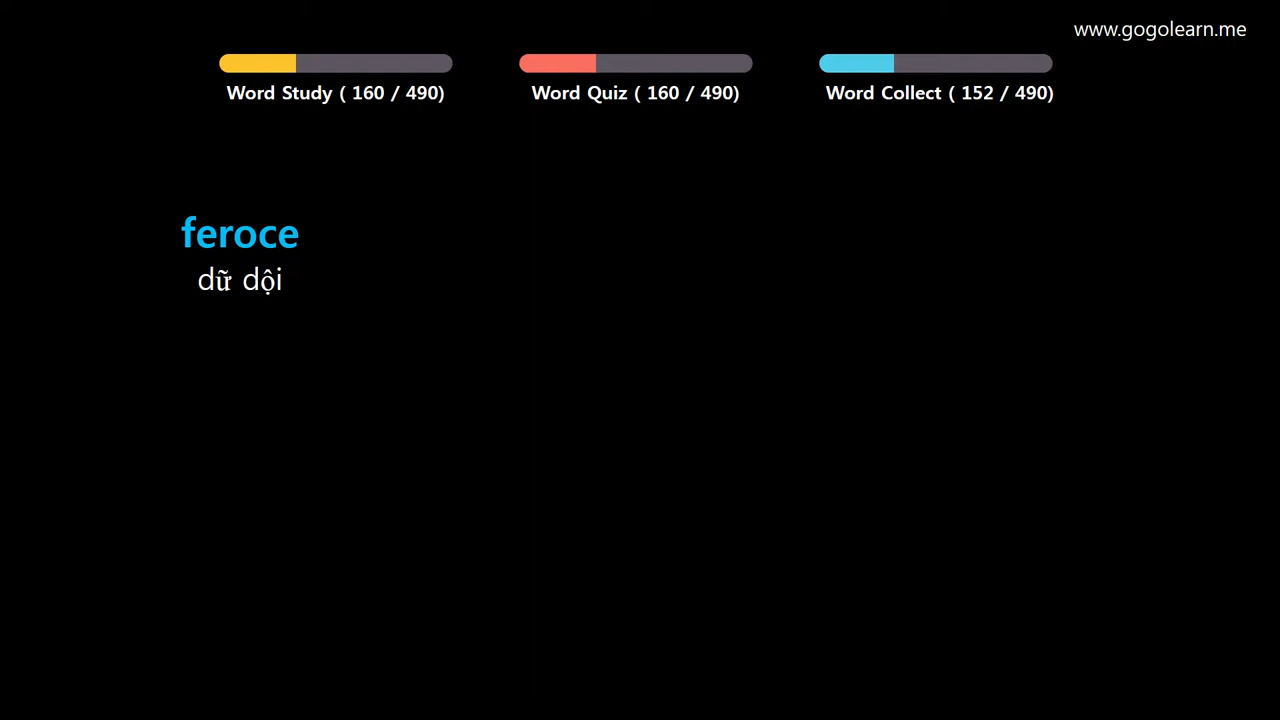 www.gogolearn.me
Word Study ( 160 / 490)
Word Quiz ( 160 / 490)
Word Collect ( 152 / 490)
feroce
dữ dội